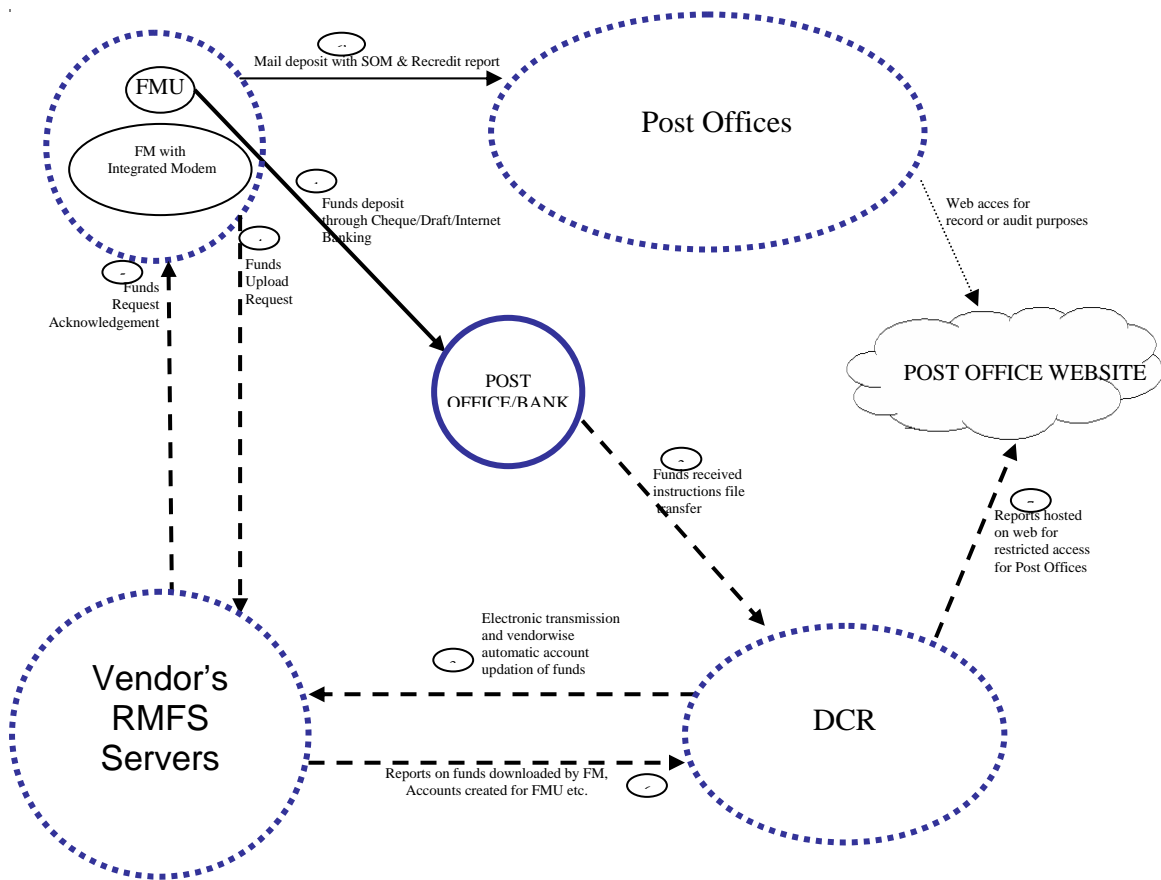 Mail deposit with SOM & Recredit report
FMU
FM with
Integrated Modem
Post Offices
Funds deposit
through Cheque/Draft/Internet
Banking
Web acces for
record or audit purposes
Funds
Upload
Request
Funds
Request
Acknowledgement
POST
OFFICE/BANK
POST OFFICE WEBSITE
Funds received
instructions file
transfer
Reports hosted
on web for
restricted access
for Post Offices
Electronic transmission
and vendorwise
automatic account
updation of funds
Vendor's
RMFS
Servers
DCR
Reports on funds downloaded by FM,
Accounts created for FMU etc.